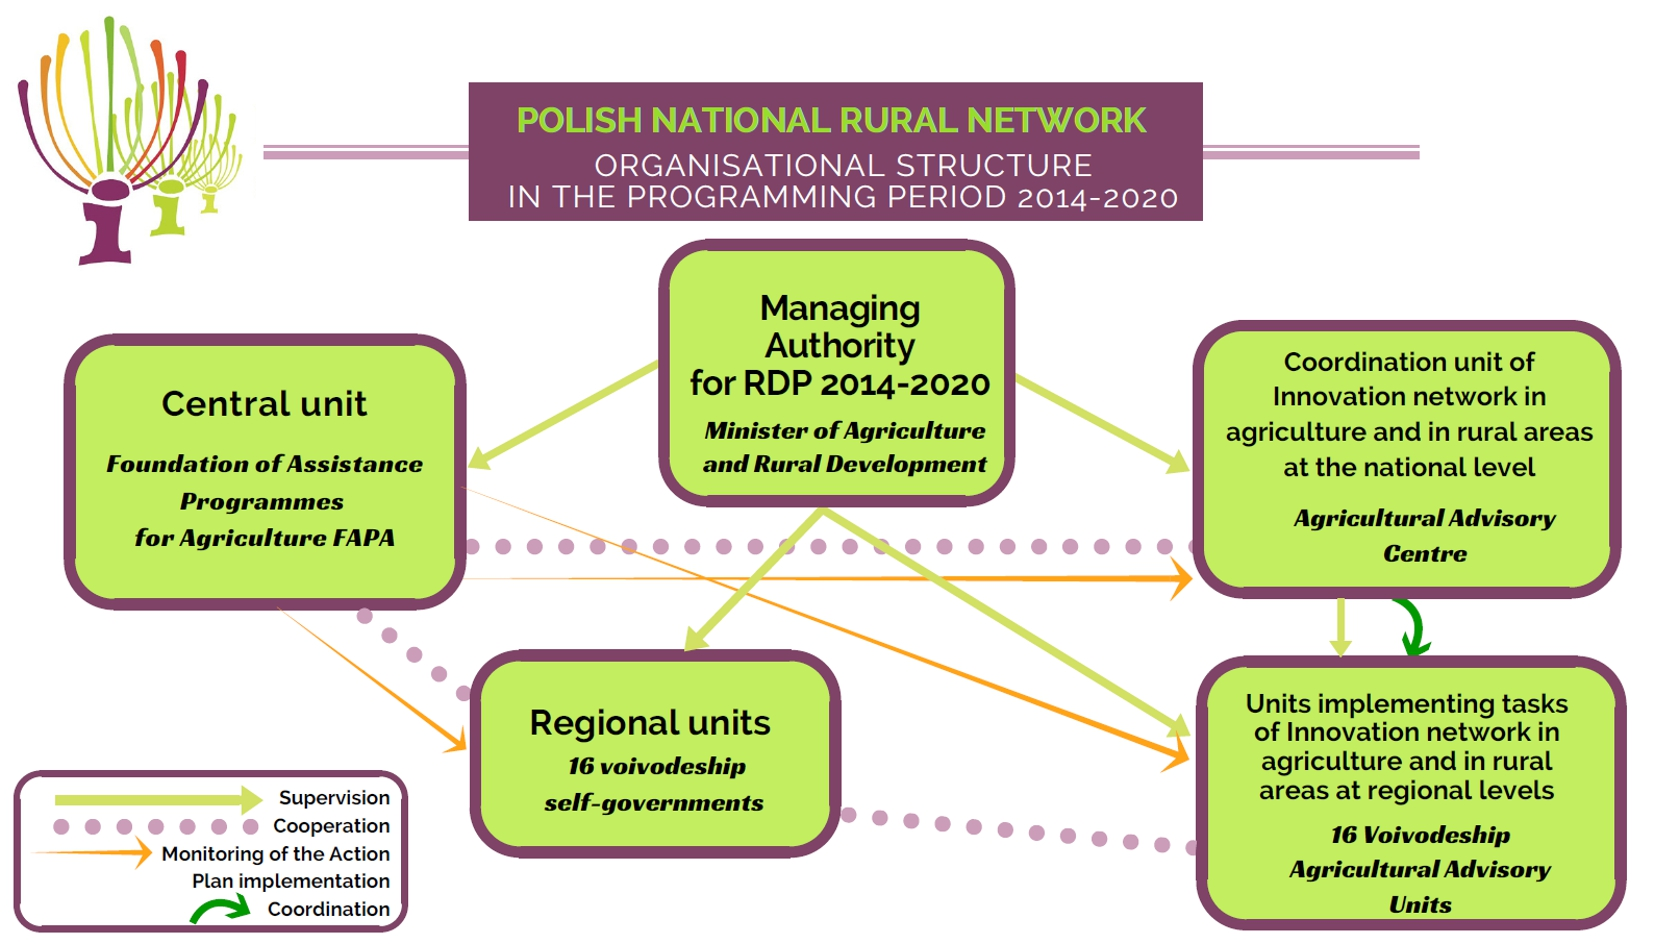 POLISH NATIONAL RURAL NETWORK
ORGANISATIONAL STRUCTURE
IN THE PROGRAMMING PERIOD 2014-2020
Managing
Authority
for RDP 2014-2020
Minister of Agriculture
and Rural Development
Central unit
Foundation of Assistance
Programmes
for Agriculture FAPA
Coordination unit of
Innovation network in
agriculture and in rural areas
at the national level
Agricultural Advisory
Centre
Regional units
16 voivodeship
self-governments
Units implementing tasks
of Innovation network in
agriculture and in rural
areas at regional levels
16 Voivodeship
Agricultural Advisory
Units
Supervision
Cooperation
Monitoring of the Action
Plan implementation
Coordination